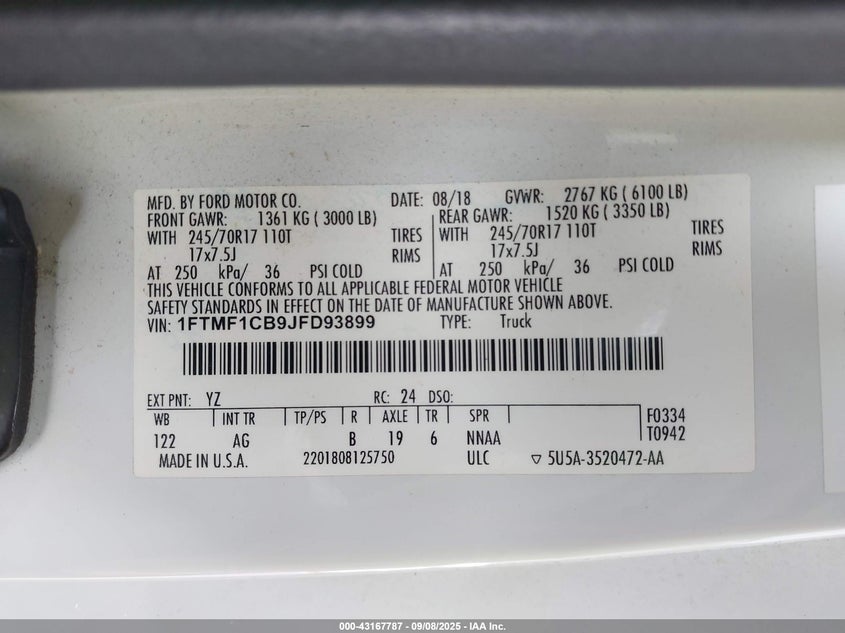 MFD. BY FORD MOTOR CO. DATE: 08/18 GVWR: 2767 KG ( 6100 LB)
FRONT GAWR: 1361 KG ( 3000 LB) REAR GAWR: 1520 KG ( 3350 LB)
WITH 245/70R17 110T TIRES WITH 245/70R17 110T TIRES
17x7.5J RIMS 17x7.5J RIMS
AT 250 kPa/ 36 PSI COLD AT 250 kPa/ 36 PSI COLD
THIS VEHICLE CONFORMS TO ALL APPLICABLE FEDERAL MOTOR VEHICLE
SAFETY STANDARDS IN EFFECT ON THE DATE OF MANUFACTURE SHOWN ABOVE.
VIN: 1FTMF1CB9JFD93899 TYPE: Truck
EXT PNT: YZ RC: 24 DSO:
WB INT TR TP/PS R AXLE TR SPR F0334
122 AG B 19 6 NNAA T0942
MADE IN U.S.A. 2201808125750 ULC ▽ 5U5A-3520472-AA
000-43167787 - 09/08/2025 - IAA Inc.